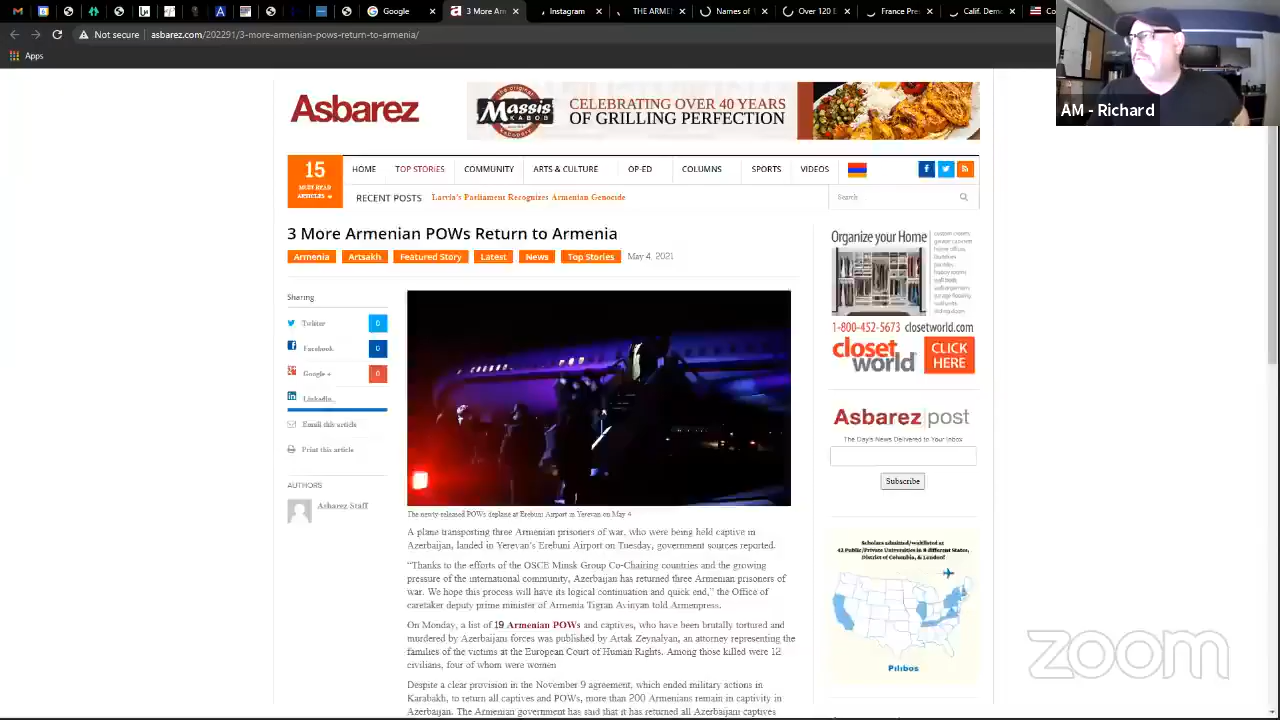 Google
3 More Arm
Instagram
THE ARME
Names of
Over 120 D
France Pres
Calif. Demo
Co
Not secure
asbarez.com/202291/3-more-armenian-pows-return-to-armenia/
Apps
AM - Richard
Asbarez
Massis
KABOB
CELEBRATING OVER 40 YEARS
OF GRILLING PERFECTION
15
MUST READ
ARTICLES
HOME
TOP STORIES
COMMUNITY
ARTS & CULTURE
OP-ED
COLUMNS
SPORTS
VIDEOS
RECENT POSTS
Latvia's Parliament Recognizes Armenian Genocide
Search
3 More Armenian POWs Return to Armenia
Armenia
Artsakh
Featured Story
Latest
News
Top Stories
May 4, 2021
Sharing
Twitter
0
Facebook
0
Google +
0
LinkedIn
Email this article
Print this article
AUTHORS
Asbarez Staff
The newly-released POWs deplane at Erebuni Airport in Yerevan on May 4
A plane transporting three Armenian prisoners of war, who were being held captive in
Azerbaijan, landed in Yerevan's Erebuni Airport on Tuesday, government sources reported.
“Thanks to the efforts of the OSCE Minsk Group Co-Chairing countries and the growing
pressure of the international community, Azerbaijan has returned three Armenian prisoners of
war. We hope this process will have its logical continuation and quick end,” the Office of
caretaker deputy prime minister of Armenia Tigran Avinyan told Armenpress.
On Monday, a list of 19 Armenian POWs and captives, who have been brutally tortured and
murdered by Azerbaijani forces was published by Artak Zeynalyan, an attorney representing the
families of the victims at the European Court of Human Rights. Among those killed were 12
civilians, four of whom were women
Despite a clear provision in the November 9 agreement, which ended military actions in
Karabakh, to return all captives and POWs, more than 200 Armenians remain in captivity in
Azerbaijan. The Armenian government has said that it has returned all Azerbaijani captives
Organize your Home
1-800-452-5673 closetworld.com
closet
world
CLICK
HERE
Asbarez post
The Day's News Delivered to Your Inbox
Subscribe
Scholars admitted/waitlisted at
42 Public/Private Universities in 8 different States,
District of Columbia, & London!
Pilibos
zoom